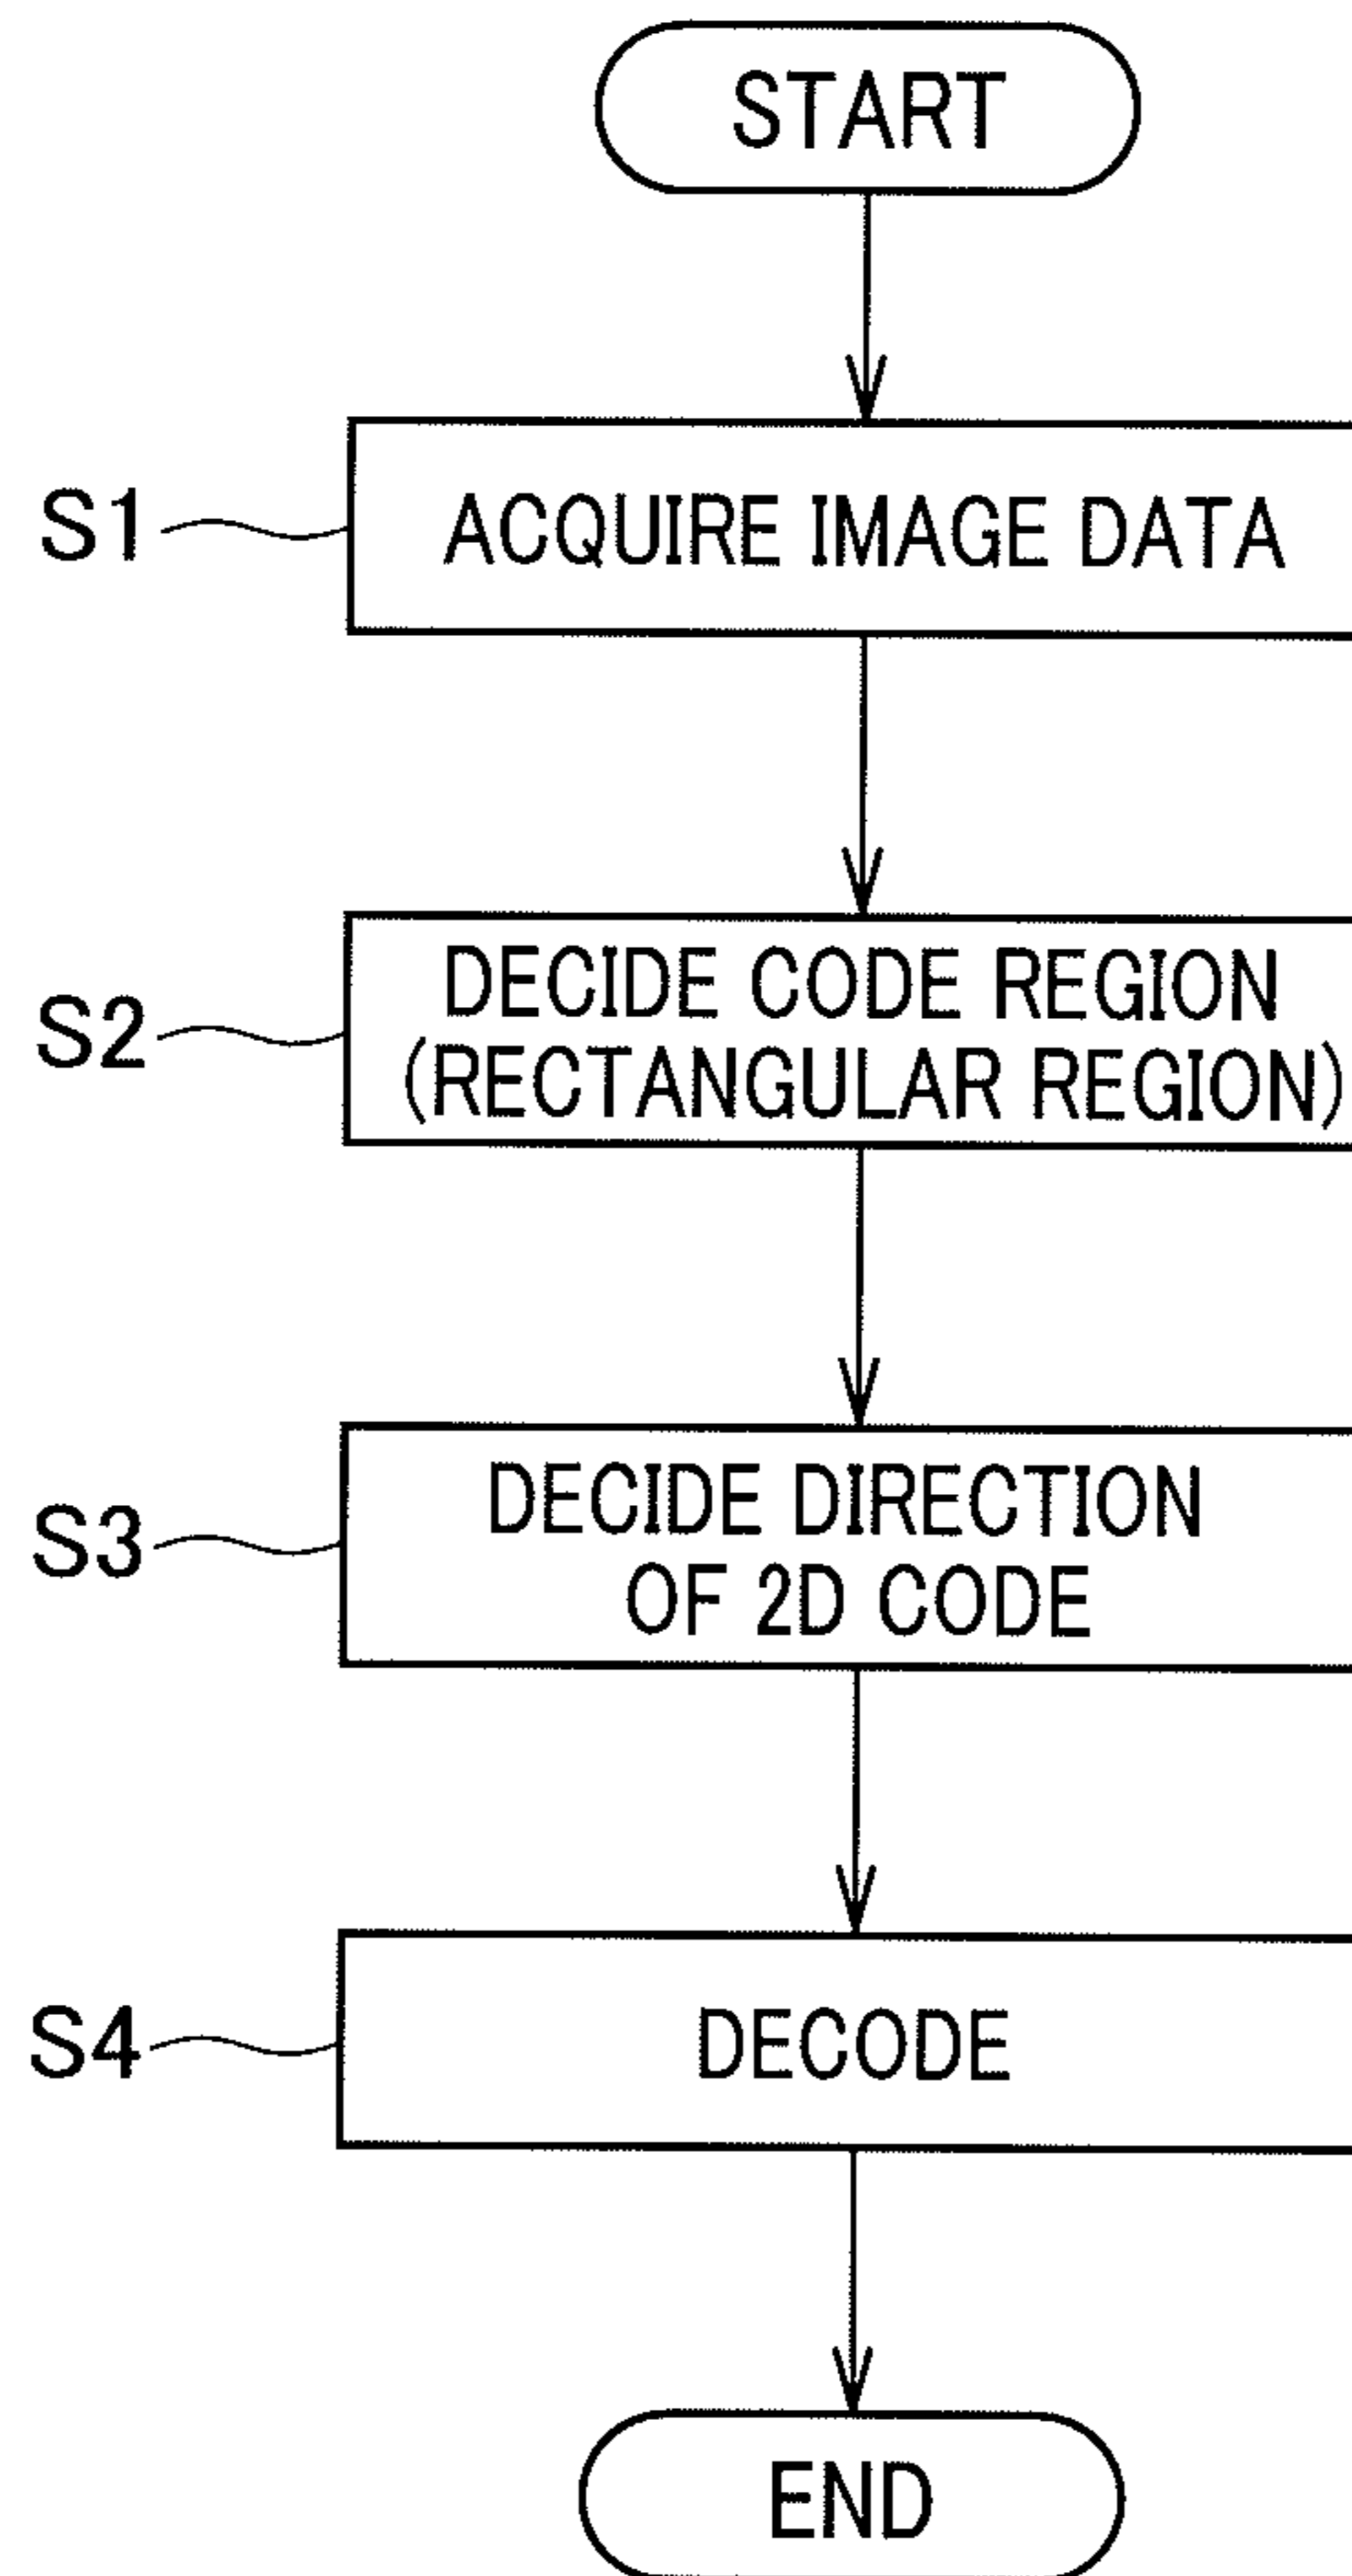 START
S1
ACQUIRE IMAGE DATA
S2
DECIDE CODE REGION
(RECTANGULAR REGION)
S3
DECIDE DIRECTION
OF 2D CODE
S4
DECODE
END